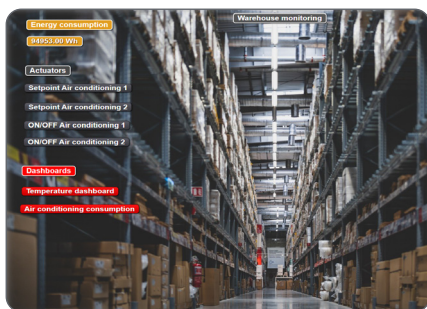 Warehouse monitoring
Energy consumption
94953.00 Wh
Actuators
Setpoint Air conditioning 1
Setpoint Air conditioning 2
ON/OFF Air conditioning 1
ON/OFF Air conditioning 2
Dashboards
Temperature dashboard
Air conditioning consumption